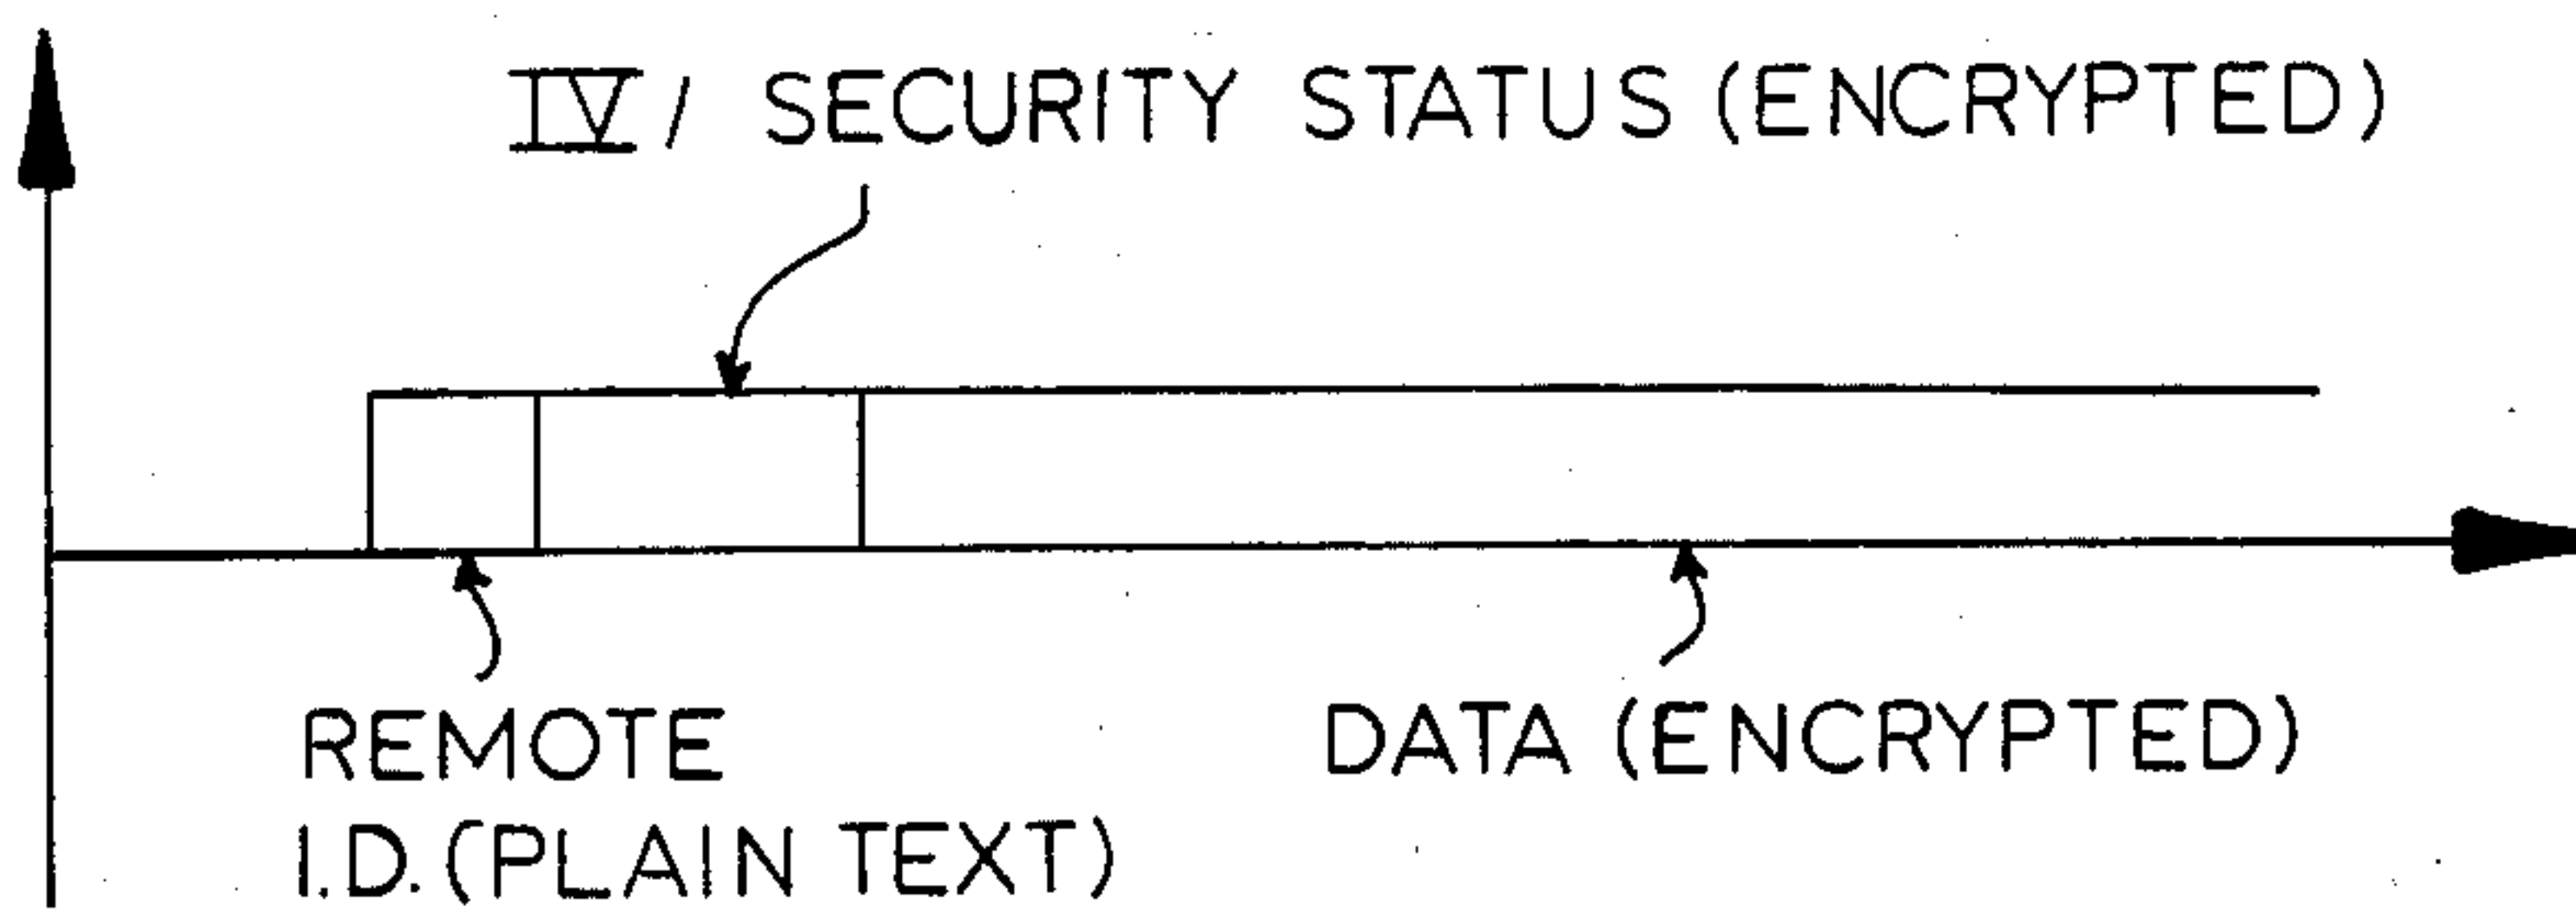 IV / SECURITY STATUS (ENCRYPTED)
REMOTE
I.D. (PLAIN TEXT)
DATA (ENCRYPTED)